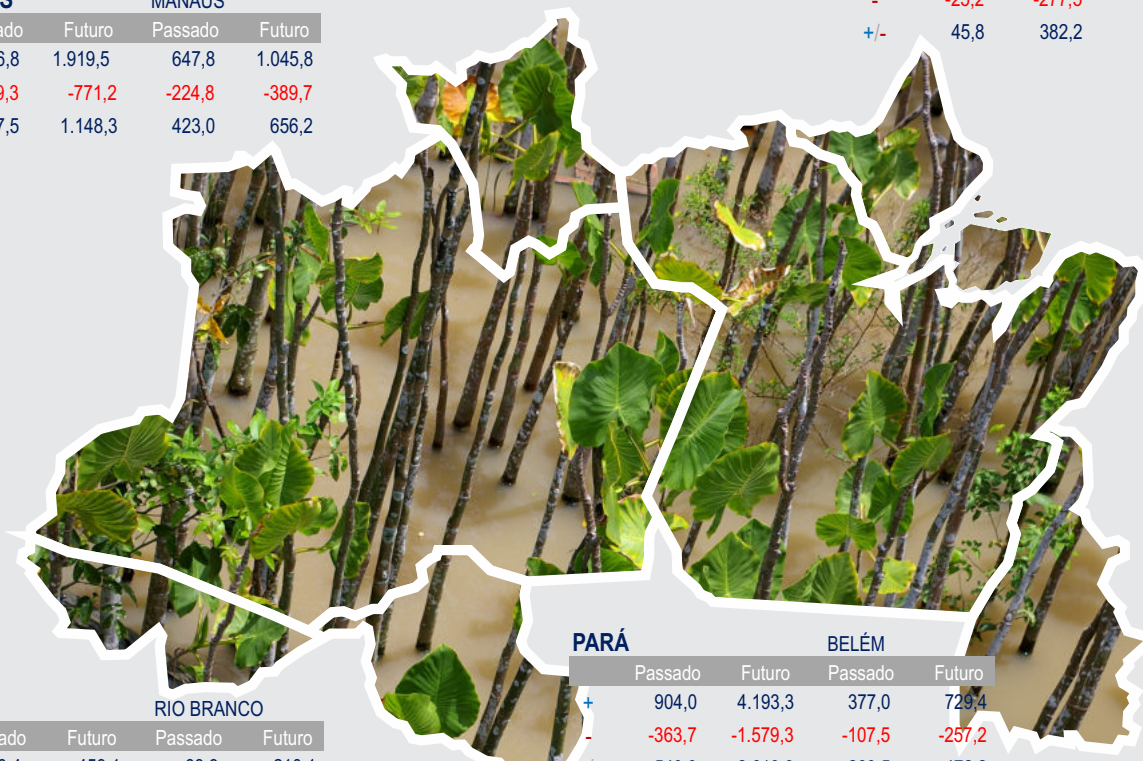 MANAUS
Futuro Passado Futuro
1.919,5 647,8 1.045,8
-771,2 -224,8 -389,7
1.148,3 423,0 656,2
+/- 45,8 382,2
PARÁ BELÉM
Passado Futuro Passado Futuro
+ 904,0 4.193,3 377,0 729,4
- -363,7 -1.579,3 -107,5 -257,2
RIO BRANCO
Futuro Passado Futuro